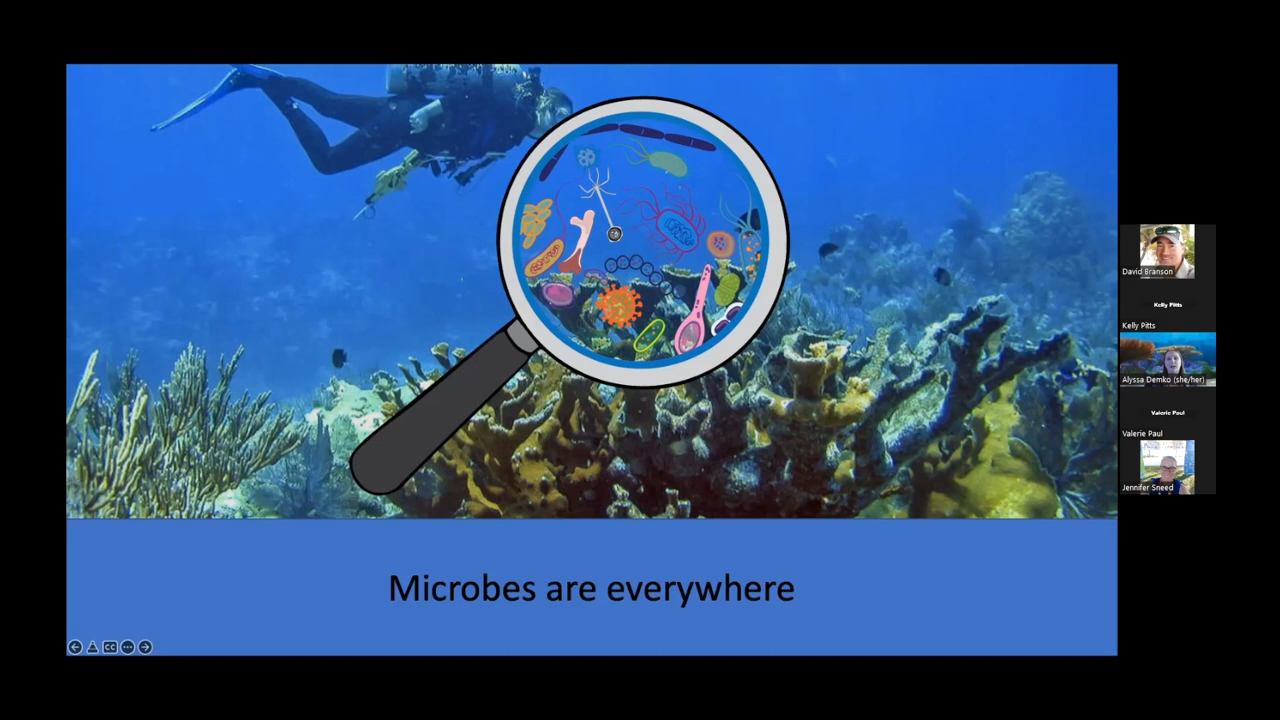 Microbes are everywhere
CC
David Branson
Kelly Pitts
Kelly Pitts
Alyssa Demko (she/her)
Valerie Paul
Valerie Paul
Jennifer Sneed